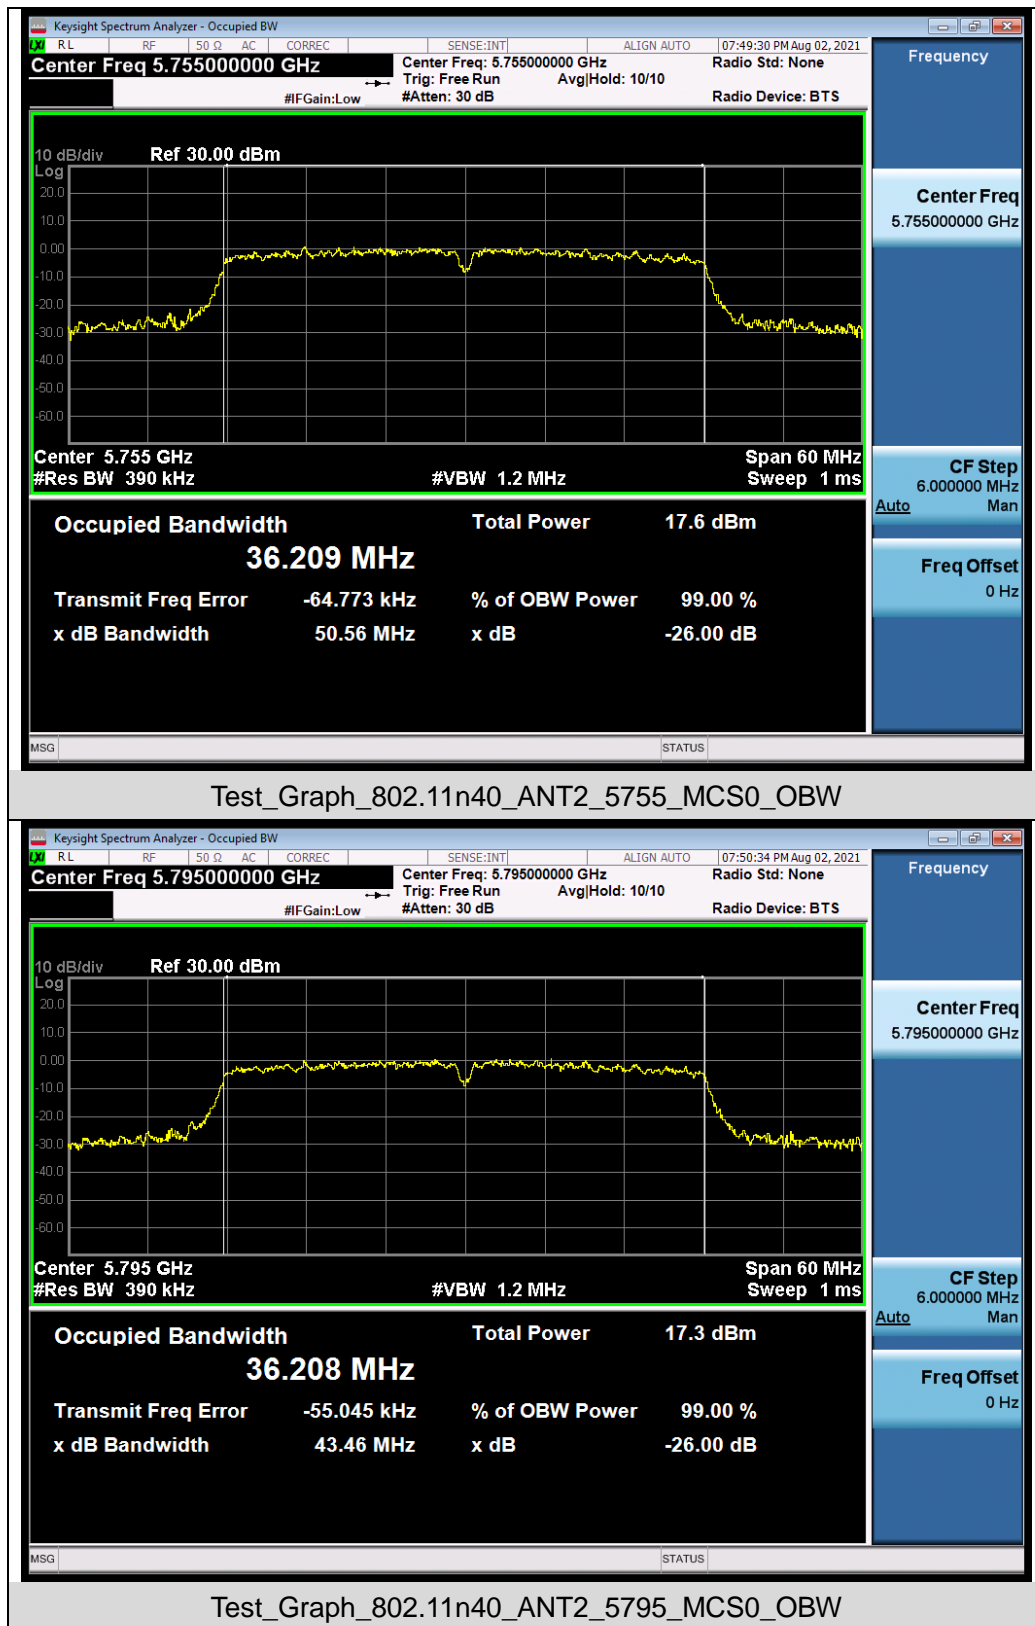 Keysight Spectrum Analyzer - Occupied BW
LXI RL RF 50 Ω AC CORREC SENSE:INT ALIGN AUTO 07:49:30 PM Aug 02, 2021
Center Freq 5.755000000 GHz
Center Freq: 5.755000000 GHz Radio Std: None
Trig: Free Run Avg|Hold: 10/10
#IFGain:Low #Atten: 30 dB Radio Device: BTS
Frequency
10 dB/div Ref 30.00 dBm
Log
20.0
10.0
0.00
-10.0
-20.0
-30.0
-40.0
-50.0
-60.0
Center 5.755 GHz Span 60 MHz
#Res BW 390 kHz #VBW 1.2 MHz Sweep 1 ms
Center Freq
5.755000000 GHz
CF Step
6.000000 MHz
Auto Man
Freq Offset
0 Hz
Occupied Bandwidth Total Power 17.6 dBm
36.209 MHz
Transmit Freq Error -64.773 kHz % of OBW Power 99.00 %
x dB Bandwidth 50.56 MHz x dB -26.00 dB
MSG STATUS
Test_Graph_802.11n40_ANT2_5755_MCS0_OBW
Keysight Spectrum Analyzer - Occupied BW
LXI RL RF 50 Ω AC CORREC SENSE:INT ALIGN AUTO 07:50:34 PM Aug 02, 2021
Center Freq 5.795000000 GHz
Center Freq: 5.795000000 GHz Radio Std: None
Trig: Free Run Avg|Hold: 10/10
#IFGain:Low #Atten: 30 dB Radio Device: BTS
Frequency
10 dB/div Ref 30.00 dBm
Log
20.0
10.0
0.00
-10.0
-20.0
-30.0
-40.0
-50.0
-60.0
Center 5.795 GHz Span 60 MHz
#Res BW 390 kHz #VBW 1.2 MHz Sweep 1 ms
Center Freq
5.795000000 GHz
CF Step
6.000000 MHz
Auto Man
Freq Offset
0 Hz
Occupied Bandwidth Total Power 17.3 dBm
36.208 MHz
Transmit Freq Error -55.045 kHz % of OBW Power 99.00 %
x dB Bandwidth 43.46 MHz x dB -26.00 dB
MSG STATUS
Test_Graph_802.11n40_ANT2_5795_MCS0_OBW